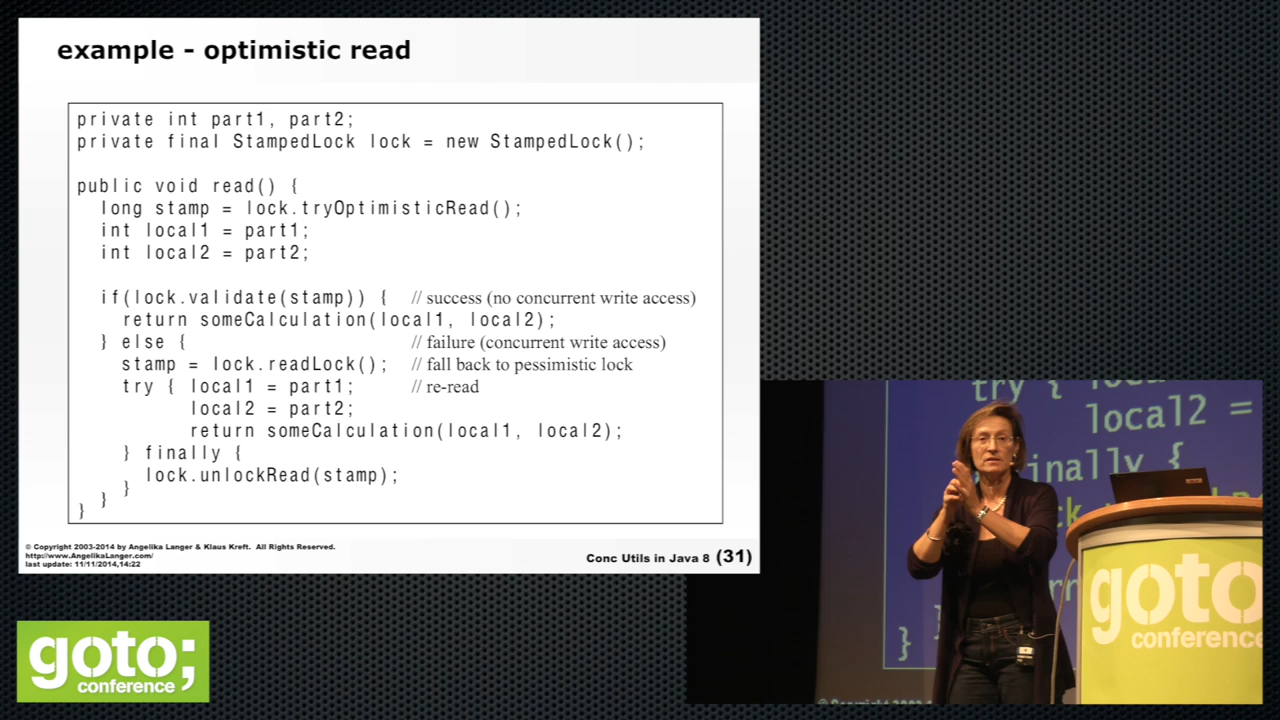 example - optimistic read
private int part1, part2;
private final StampedLock lock = new StampedLock();
public void read() {
long stamp = lock.tryOptimisticRead();
int local1 = part1;
int local2 = part2;
if(lock.validate(stamp)) { // success (no concurrent write access)
return someCalculation(local1, local2);
} else { // failure (concurrent write access)
stamp = lock.readLock(); // fall back to pessimistic lock
try { local1 = part1; // re-read
local2 = part2;
return someCalculation(local1, local2);
} finally {
lock.unlockRead(stamp);
}
}
}
© Copyright 2003-2014 by Angelika Langer & Klaus Kreft. All Rights Reserved.
http://www.AngelikaLanger.com/
last update: 11/11/2014,14:22
Conc Utils in Java 8 (31)
try {
local2 =
{
}
goto
conference
goto;
conference